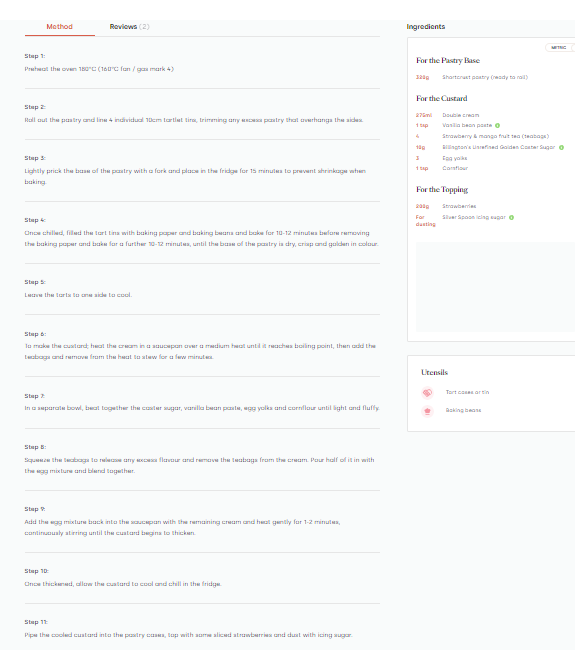 Method
Reviews (2)
Step 1:
Preheat the oven 180°C (160°C fan / gas mark 4)
Step 2:
Roll out the pastry and line 4 individual 10cm tartlet tins, trimming any excess pastry that overhangs the sides.
Step 3:
Lightly prick the base of the pastry with a fork and place in the fridge for 15 minutes to prevent shrinkage when
baking.
Step 4:
Once chilled, filled the tart tins with baking paper and baking beans and bake for 10-12 minutes before removing
the baking paper and bake for a further 10-12 minutes, until the base of the pastry is dry, crisp and golden in colour.
Step 5:
Leave the tarts to one side to cool.
Step 6:
To make the custard; heat the cream in a saucepan over a medium heat until it reaches boiling point, then add the
teabags and remove from the heat to stew for a few minutes.
Step 7:
In a separate bowl, beat together the caster sugar, vanilla bean paste, egg yolks and cornflour until light and fluffy.
Step 8:
Squeeze the teabags to release any excess flavour and remove the teabags from the cream. Pour half of it in with
the egg mixture and blend together.
Step 9:
Add the egg mixture back into the saucepan with the remaining cream and heat gently for 1-2 minutes,
continuously stirring until the custard begins to thicken.
Step 10:
Once thickened, allow the custard to cool and chill in the fridge.
Step 11:
Pipe the cooled custard into the pastry cases, top with some sliced strawberries and dust with icing sugar.
Ingredients
METRIC
For the Pastry Base
Shortcrust pastry (ready to roll)
For the Custard
275ml Double cream
1 tsp Vanilla bean paste
4 Strawberry & mango fruit tea (teabags)
Billington's Unrefined Golden Caster Sugar
3 Egg yolks
1 tsp Cornflour
For the Topping
Strawberries
For dusting Silver Spoon Icing sugar
Utensils
Tart cases or tin
Baking beans